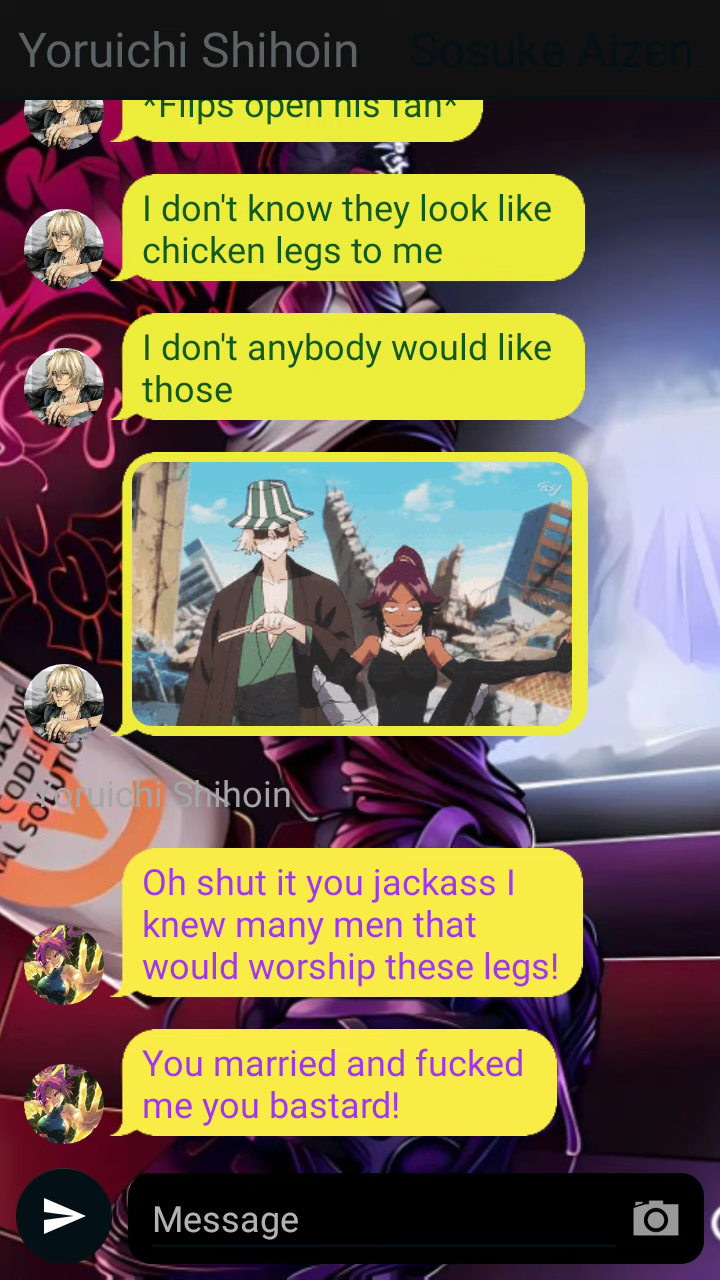 Yoruichi Shihoin Sosuke Aizen
*Flips open his fan*
I don't know they look like
chicken legs to me
I don't anybody would like
those
Yoruichi Shihoin
Oh shut it you jackass I
knew many men that
would worship these legs!
You married and fucked
me you bastard!
Message